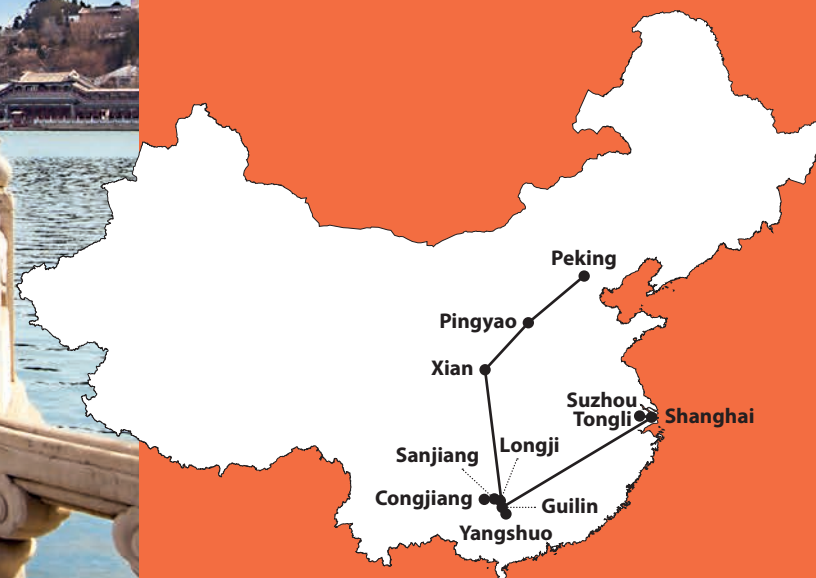 Peking
Pingyao
Xian
Suzhou
Tongli
Shanghai
Longji
Sanjiang
Congjiang
Guilin
Yangshuo